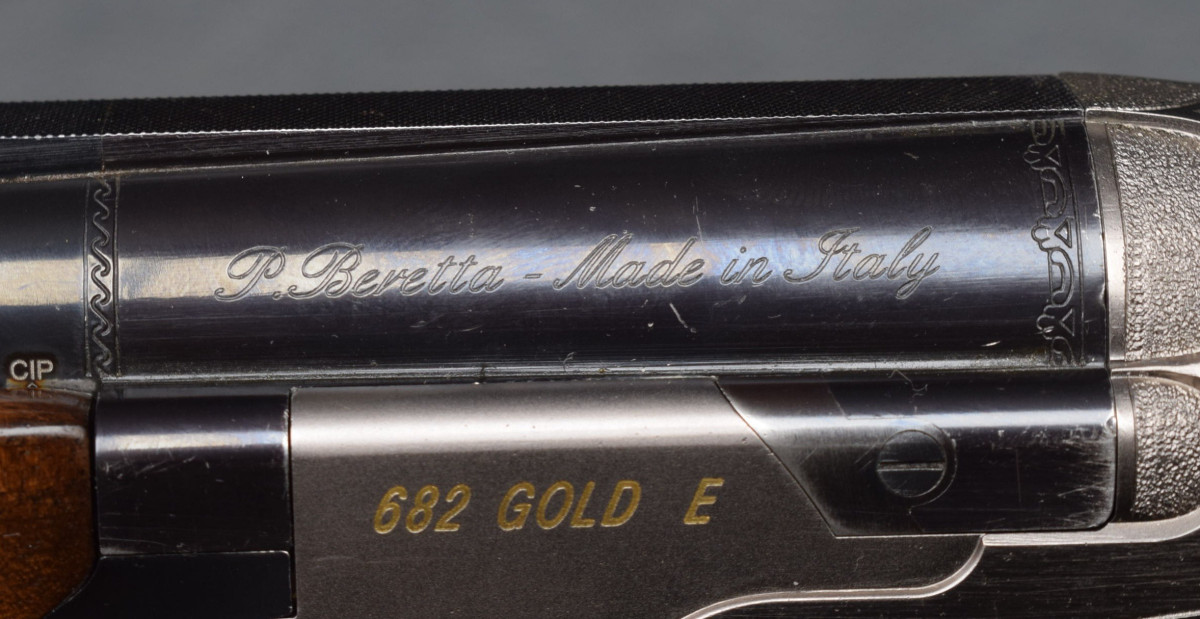 P. Beretta - Made in Italy
CIP
682 GOLD E